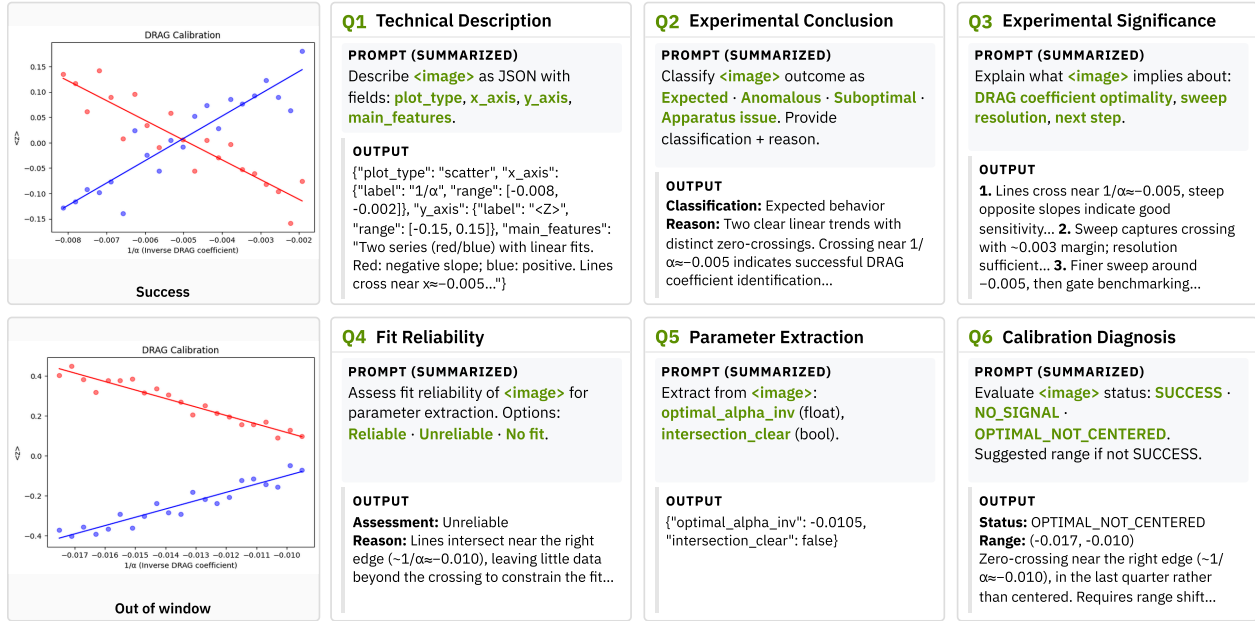 DRAG Calibration
0.15
0.10
0.05
0.00
−0.05
−0.10
−0.15
<z>
−0.008 −0.007 −0.006 −0.005 −0.004 −0.003 −0.002
1/α (Inverse DRAG coefficient)
Success
Q1 Technical Description
PROMPT (SUMMARIZED)
Describe <image> as JSON with
fields: plot_type, x_axis, y_axis,
main_features.
OUTPUT
{"plot_type": "scatter", "x_axis":
{"label": "1/α", "range": [-0.008,
-0.002]}, "y_axis": {"label": "<Z>",
"range": [-0.15, 0.15]}, "main_features":
"Two series (red/blue) with linear fits.
Red: negative slope; blue: positive. Lines
cross near x≈−0.005..."}
Q2 Experimental Conclusion
PROMPT (SUMMARIZED)
Classify <image> outcome as
Expected · Anomalous · Suboptimal ·
Apparatus issue. Provide
classification + reason.
OUTPUT
Classification: Expected behavior
Reason: Two clear linear trends with
distinct zero-crossings. Crossing near 1/
α≈−0.005 indicates successful DRAG
coefficient identification...
Q3 Experimental Significance
PROMPT (SUMMARIZED)
Explain what <image> implies about:
DRAG coefficient optimality, sweep
resolution, next step.
OUTPUT
1. Lines cross near 1/α≈−0.005, steep
opposite slopes indicate good
sensitivity... 2. Sweep captures crossing
with ~0.003 margin; resolution
sufficient... 3. Finer sweep around
−0.005, then gate benchmarking...
DRAG Calibration
0.4
0.2
0.0
−0.2
−0.4
<z>
−0.017 −0.016 −0.015 −0.014 −0.013 −0.012 −0.011 −0.010
1/α (Inverse DRAG coefficient)
Out of window
Q4 Fit Reliability
PROMPT (SUMMARIZED)
Assess fit reliability of <image> for
parameter extraction. Options:
Reliable · Unreliable · No fit.
OUTPUT
Assessment: Unreliable
Reason: Lines intersect near the right
edge (~1/α≈−0.010), leaving little data
beyond the crossing to constrain the fit...
Q5 Parameter Extraction
PROMPT (SUMMARIZED)
Extract from <image>:
optimal_alpha_inv (float),
intersection_clear (bool).
OUTPUT
{"optimal_alpha_inv": -0.0105,
"intersection_clear": false}
Q6 Calibration Diagnosis
PROMPT (SUMMARIZED)
Evaluate <image> status: SUCCESS ·
NO_SIGNAL ·
OPTIMAL_NOT_CENTERED.
Suggested range if not SUCCESS.
OUTPUT
Status: OPTIMAL_NOT_CENTERED
Range: (-0.017, -0.010)
Zero-crossing near the right edge (~1/
α≈−0.010), in the last quarter rather
than centered. Requires range shift...